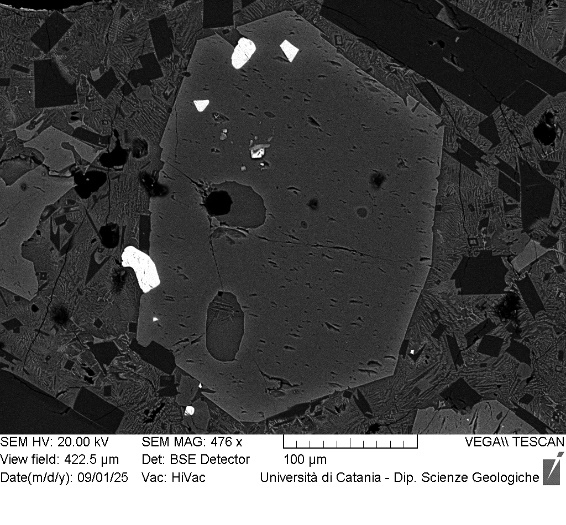 SEM HV: 20.00 kV SEM MAG: 476 x VEGA\\ TESCAN
View field: 422.5 µm Det: BSE Detector 100 µm
Date(m/d/y): 09/01/25 Vac: HiVac Università di Catania - Dip. Scienze Geologiche